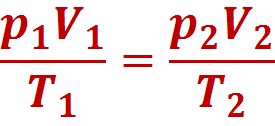 p₁V₁/T₁ = p₂V₂/T₂